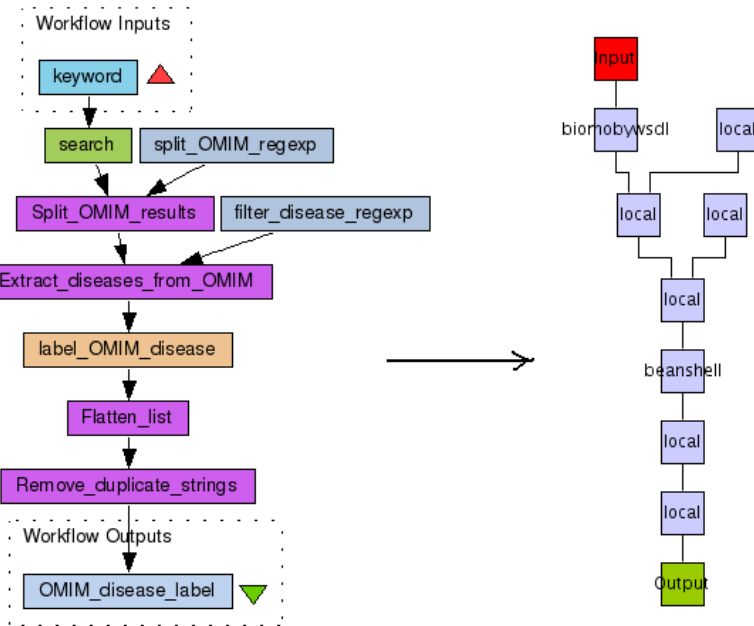 Workflow Inputs
keyword
search
split_OMIM_regexp
Split_OMIM_results
filter_disease_regexp
Extract_diseases_from_OMIM
label_OMIM_disease
Flatten_list
Remove_duplicate_strings
Workflow Outputs
OMIM_disease_label
Input
biomobywsdl
local
local
local
local
beanshell
local
local
Output